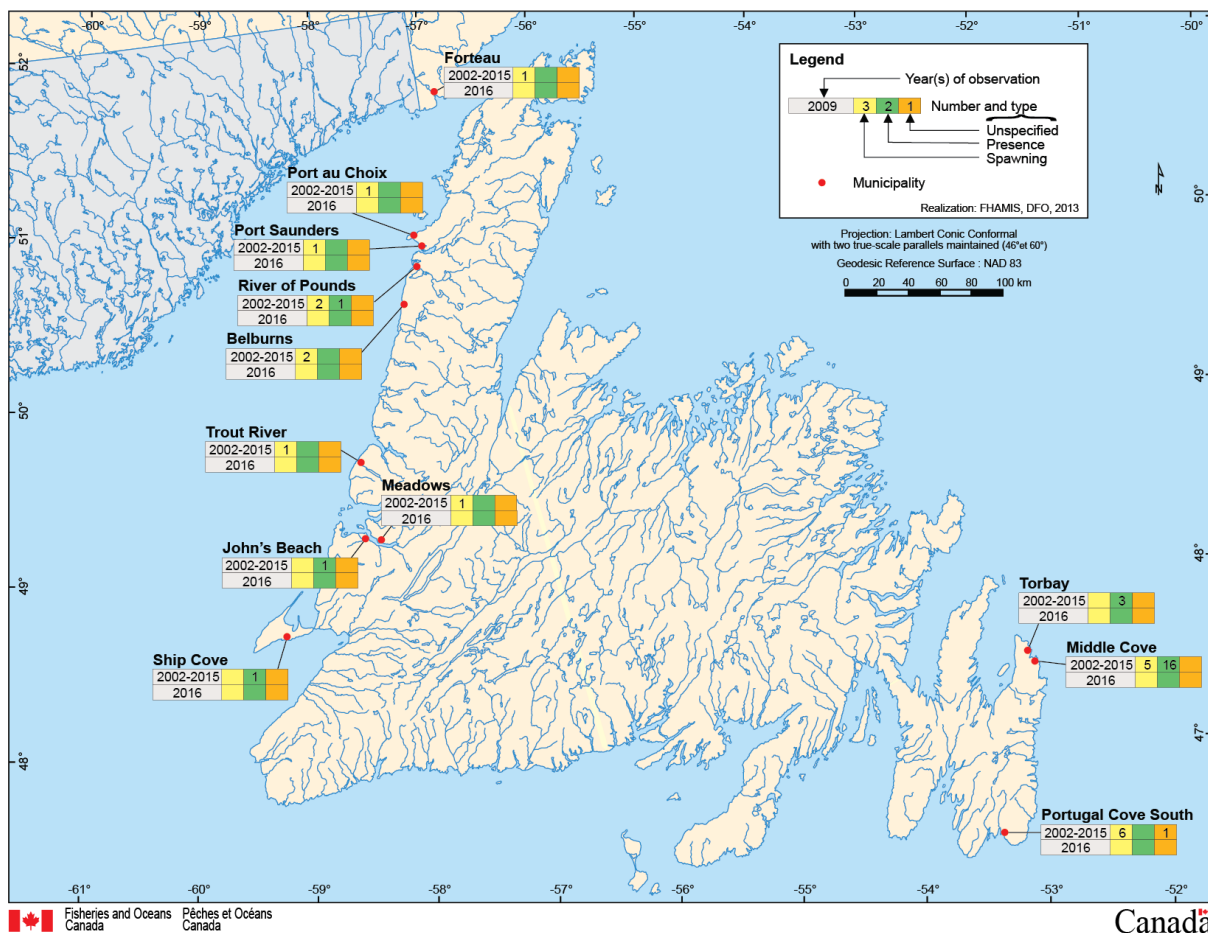 -60° -59° -58° -57° -56° -55° -54° -53° -52° -51° -50°
52°
51°
50°
49°
48°
50°
49°
48°
47°
Forteau
2002-2015 1
2016
Legend
Year(s) of observation
2009 3 2 1 Number and type
Unspecified
Presence
Spawning
Municipality
Realization: FHAMIS, DFO, 2013
N
Projection: Lambert Conic Conformal
with two true-scale parallels maintained (46°et 60°)
Geodesic Reference Surface : NAD 83
0 20 40 60 80 100 km
Port au Choix
2002-2015 1
2016
Port Saunders
2002-2015 1
2016
River of Pounds
2002-2015 2 1
2016
Belburns
2002-2015 2
2016
Trout River
2002-2015 1
2016
Meadows
2002-2015 1
2016
John's Beach
2002-2015 1
2016
Ship Cove
2002-2015 1
2016
Torbay
2002-2015 3
2016
Middle Cove
2002-2015 5 16
2016
Portugal Cove South
2002-2015 6 1
2016
-61° -60° -59° -58° -57° -56° -55° -54° -53° -52°
Fisheries and Oceans Pêches et Océans
Canada Canada
Canada